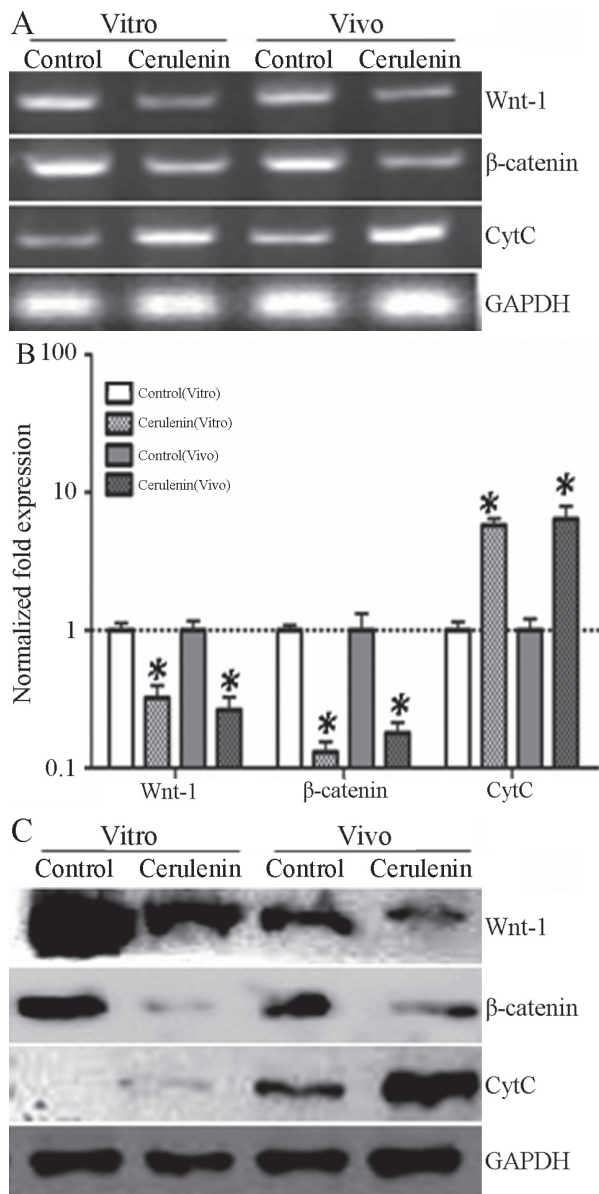 A
Vitro Vivo
Control Cerulenin Control Cerulenin
Wnt-1
β-catenin
CytC
GAPDH
B
Normalized fold expression
100
10
1
0.1
Control(Vitro)
Cerulenin(Vitro)
Control(Vivo)
Cerulenin(Vivo)
* * * * * *
Wnt-1 β-catenin CytC
C
Vitro Vivo
Control Cerulenin Control Cerulenin
Wnt-1
β-catenin
CytC
GAPDH